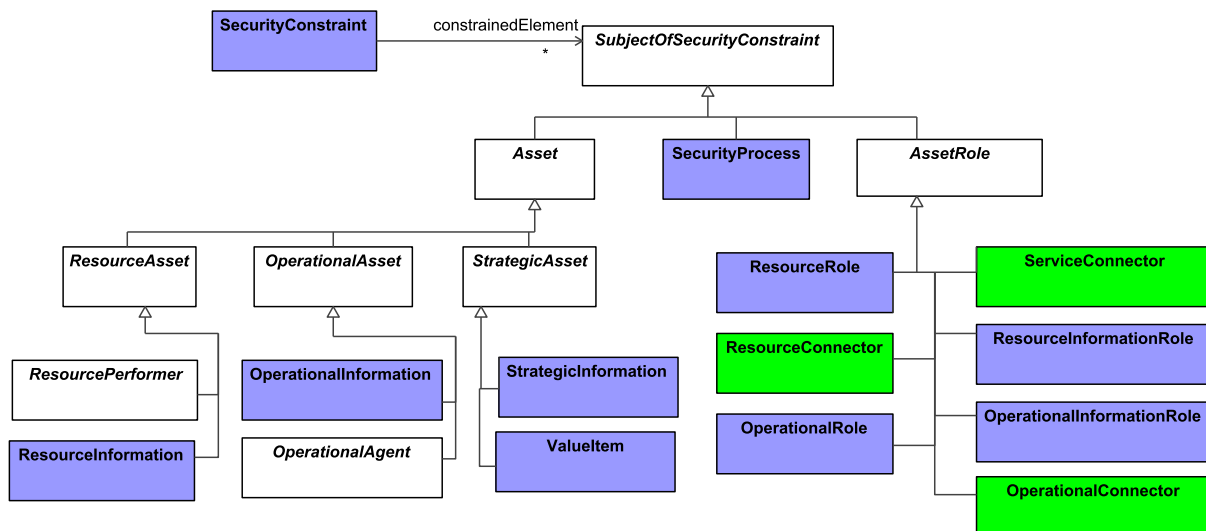 SecurityConstraint
constrainedElement
*
SubjectOfSecurityConstraint
Asset
SecurityProcess
AssetRole
ResourceAsset
OperationalAsset
StrategicAsset
ResourceRole
ServiceConnector
ResourcePerformer
OperationalInformation
StrategicInformation
ResourceConnector
ResourceInformationRole
ResourceInformation
OperationalAgent
ValueItem
OperationalRole
OperationalInformationRole
OperationalConnector